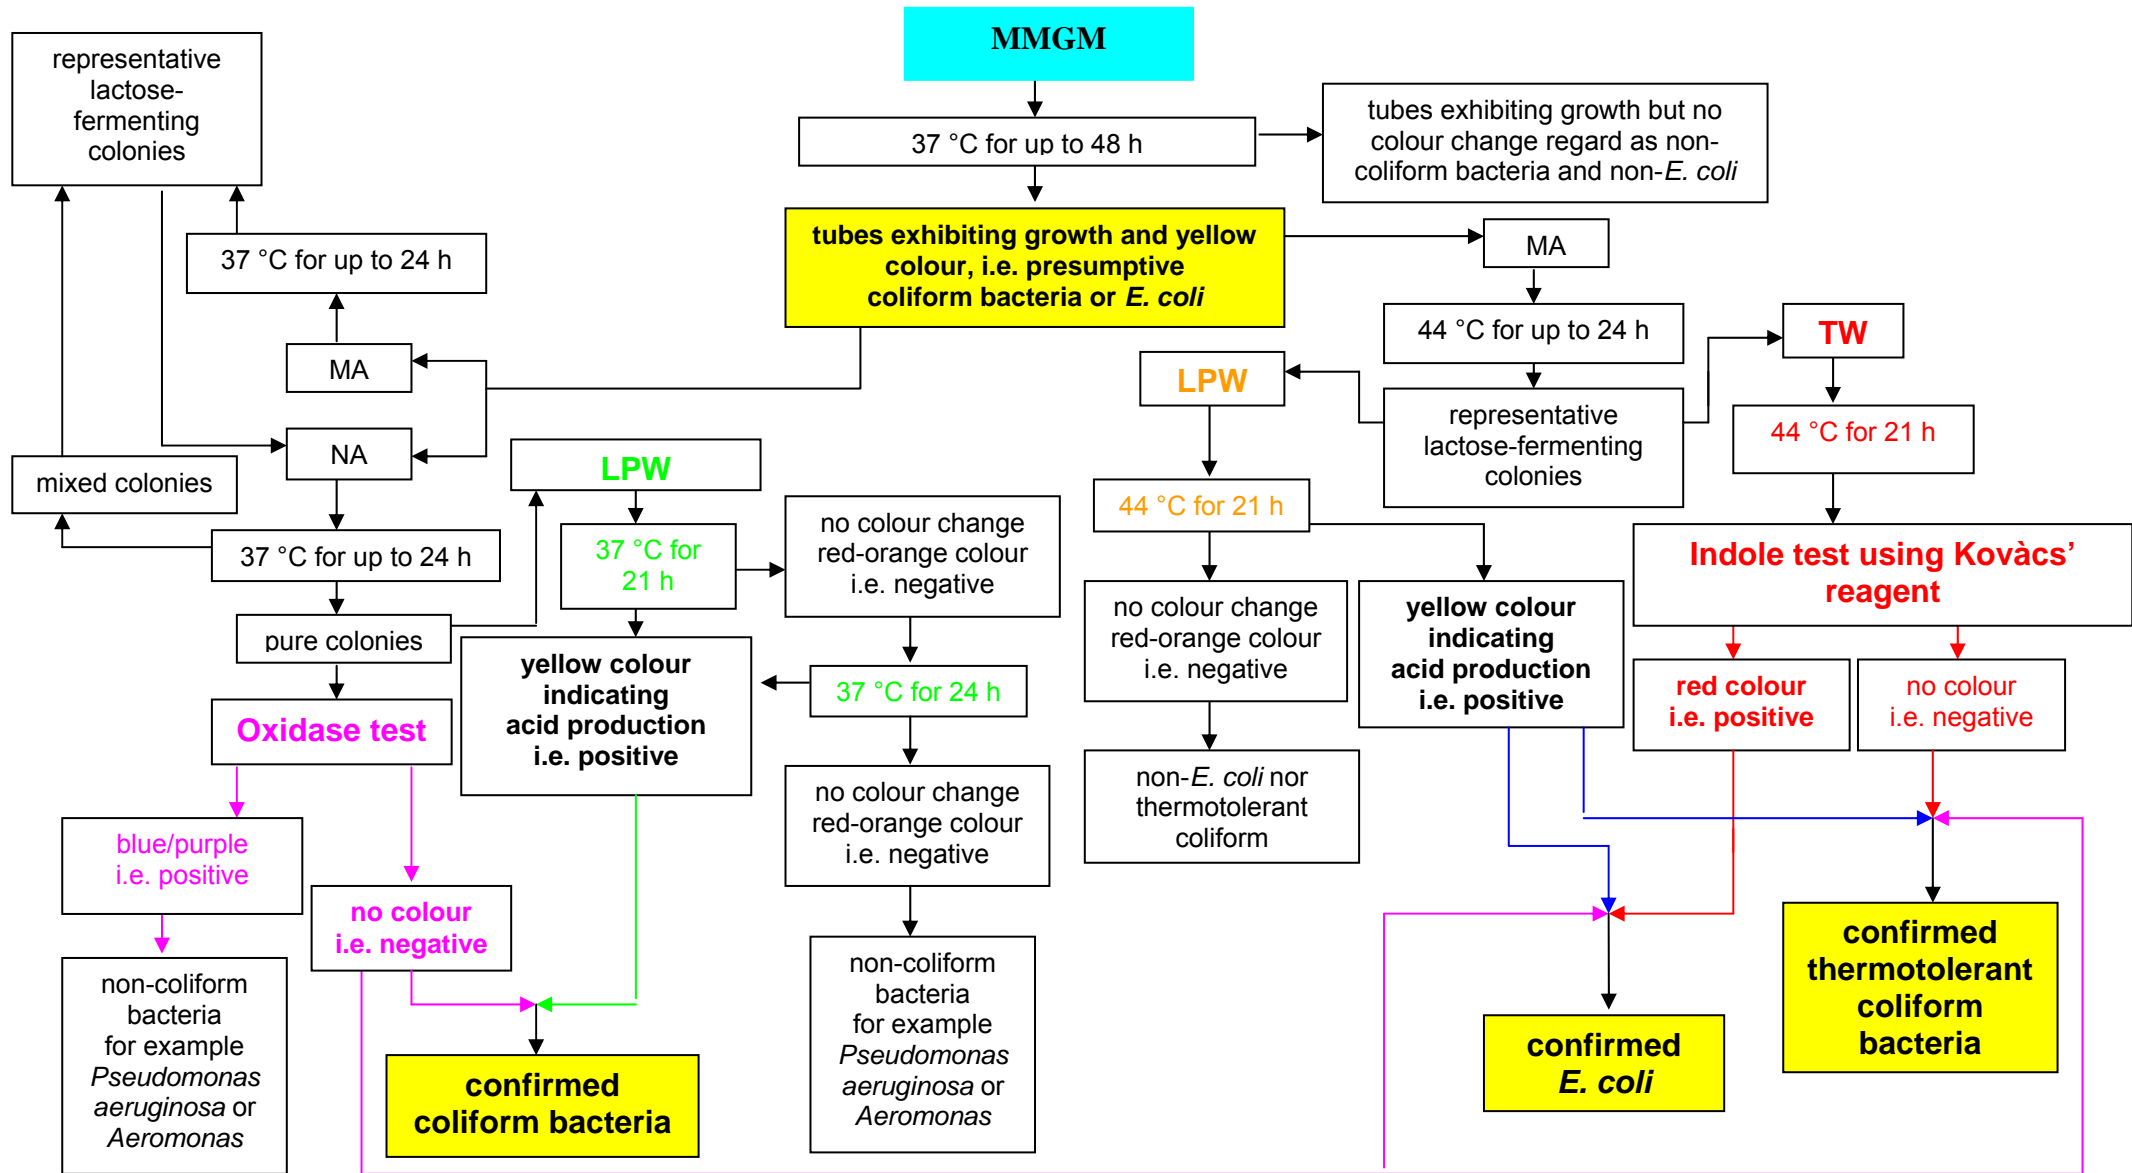 MMGM
representative
lactose-
fermenting
colonies
37 °C for up to 48 h
tubes exhibiting growth but no
colour change regard as non-
coliform bacteria and non-E. coli
37 °C for up to 24 h
tubes exhibiting growth and yellow
colour, i.e. presumptive
coliform bacteria or E. coli
MA
MA
44 °C for up to 24 h
TW
LPW
representative
lactose-fermenting
colonies
44 °C for 21 h
NA
mixed colonies
LPW
37 °C for up to 24 h
37 °C for
21 h
no colour change
red-orange colour
i.e. negative
44 °C for 21 h
Indole test using Kovàcs’
reagent
pure colonies
yellow colour
indicating
acid production
i.e. positive
37 °C for 24 h
no colour change
red-orange colour
i.e. negative
yellow colour
indicating
acid production
i.e. positive
red colour
i.e. positive
no colour
i.e. negative
Oxidase test
blue/purple
i.e. positive
no colour
i.e. negative
no colour change
red-orange colour
i.e. negative
non-E. coli nor
thermotolerant
coliform
non-coliform
bacteria
for example
Pseudomonas
aeruginosa or
Aeromonas
confirmed
coliform bacteria
non-coliform
bacteria
for example
Pseudomonas
aeruginosa or
Aeromonas
confirmed
E. coli
confirmed
thermotolerant
coliform
bacteria